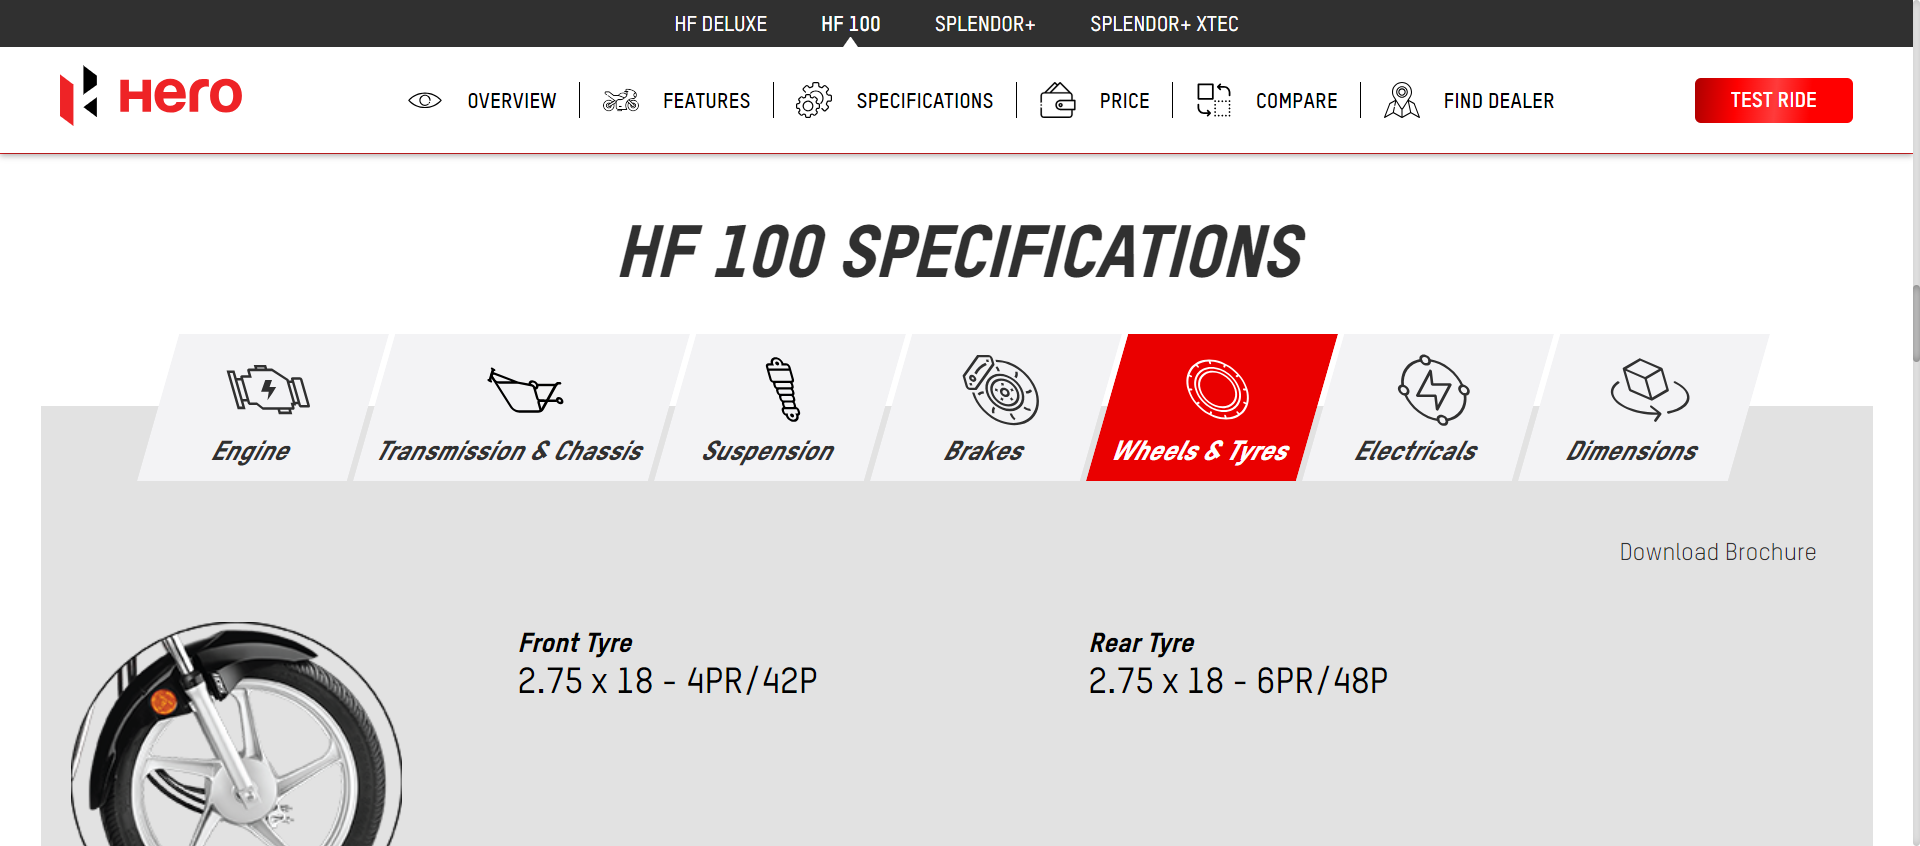 HF DELUXE HF 100 SPLENDOR+ SPLENDOR+ XTEC
Hero OVERVIEW FEATURES SPECIFICATIONS PRICE COMPARE FIND DEALER TEST RIDE
HF 100 SPECIFICATIONS
Engine Transmission & Chassis Suspension Brakes Wheels & Tyres Electricals Dimensions
Download Brochure
Front Tyre
2.75 x 18 - 4PR/42P
Rear Tyre
2.75 x 18 - 6PR/48P